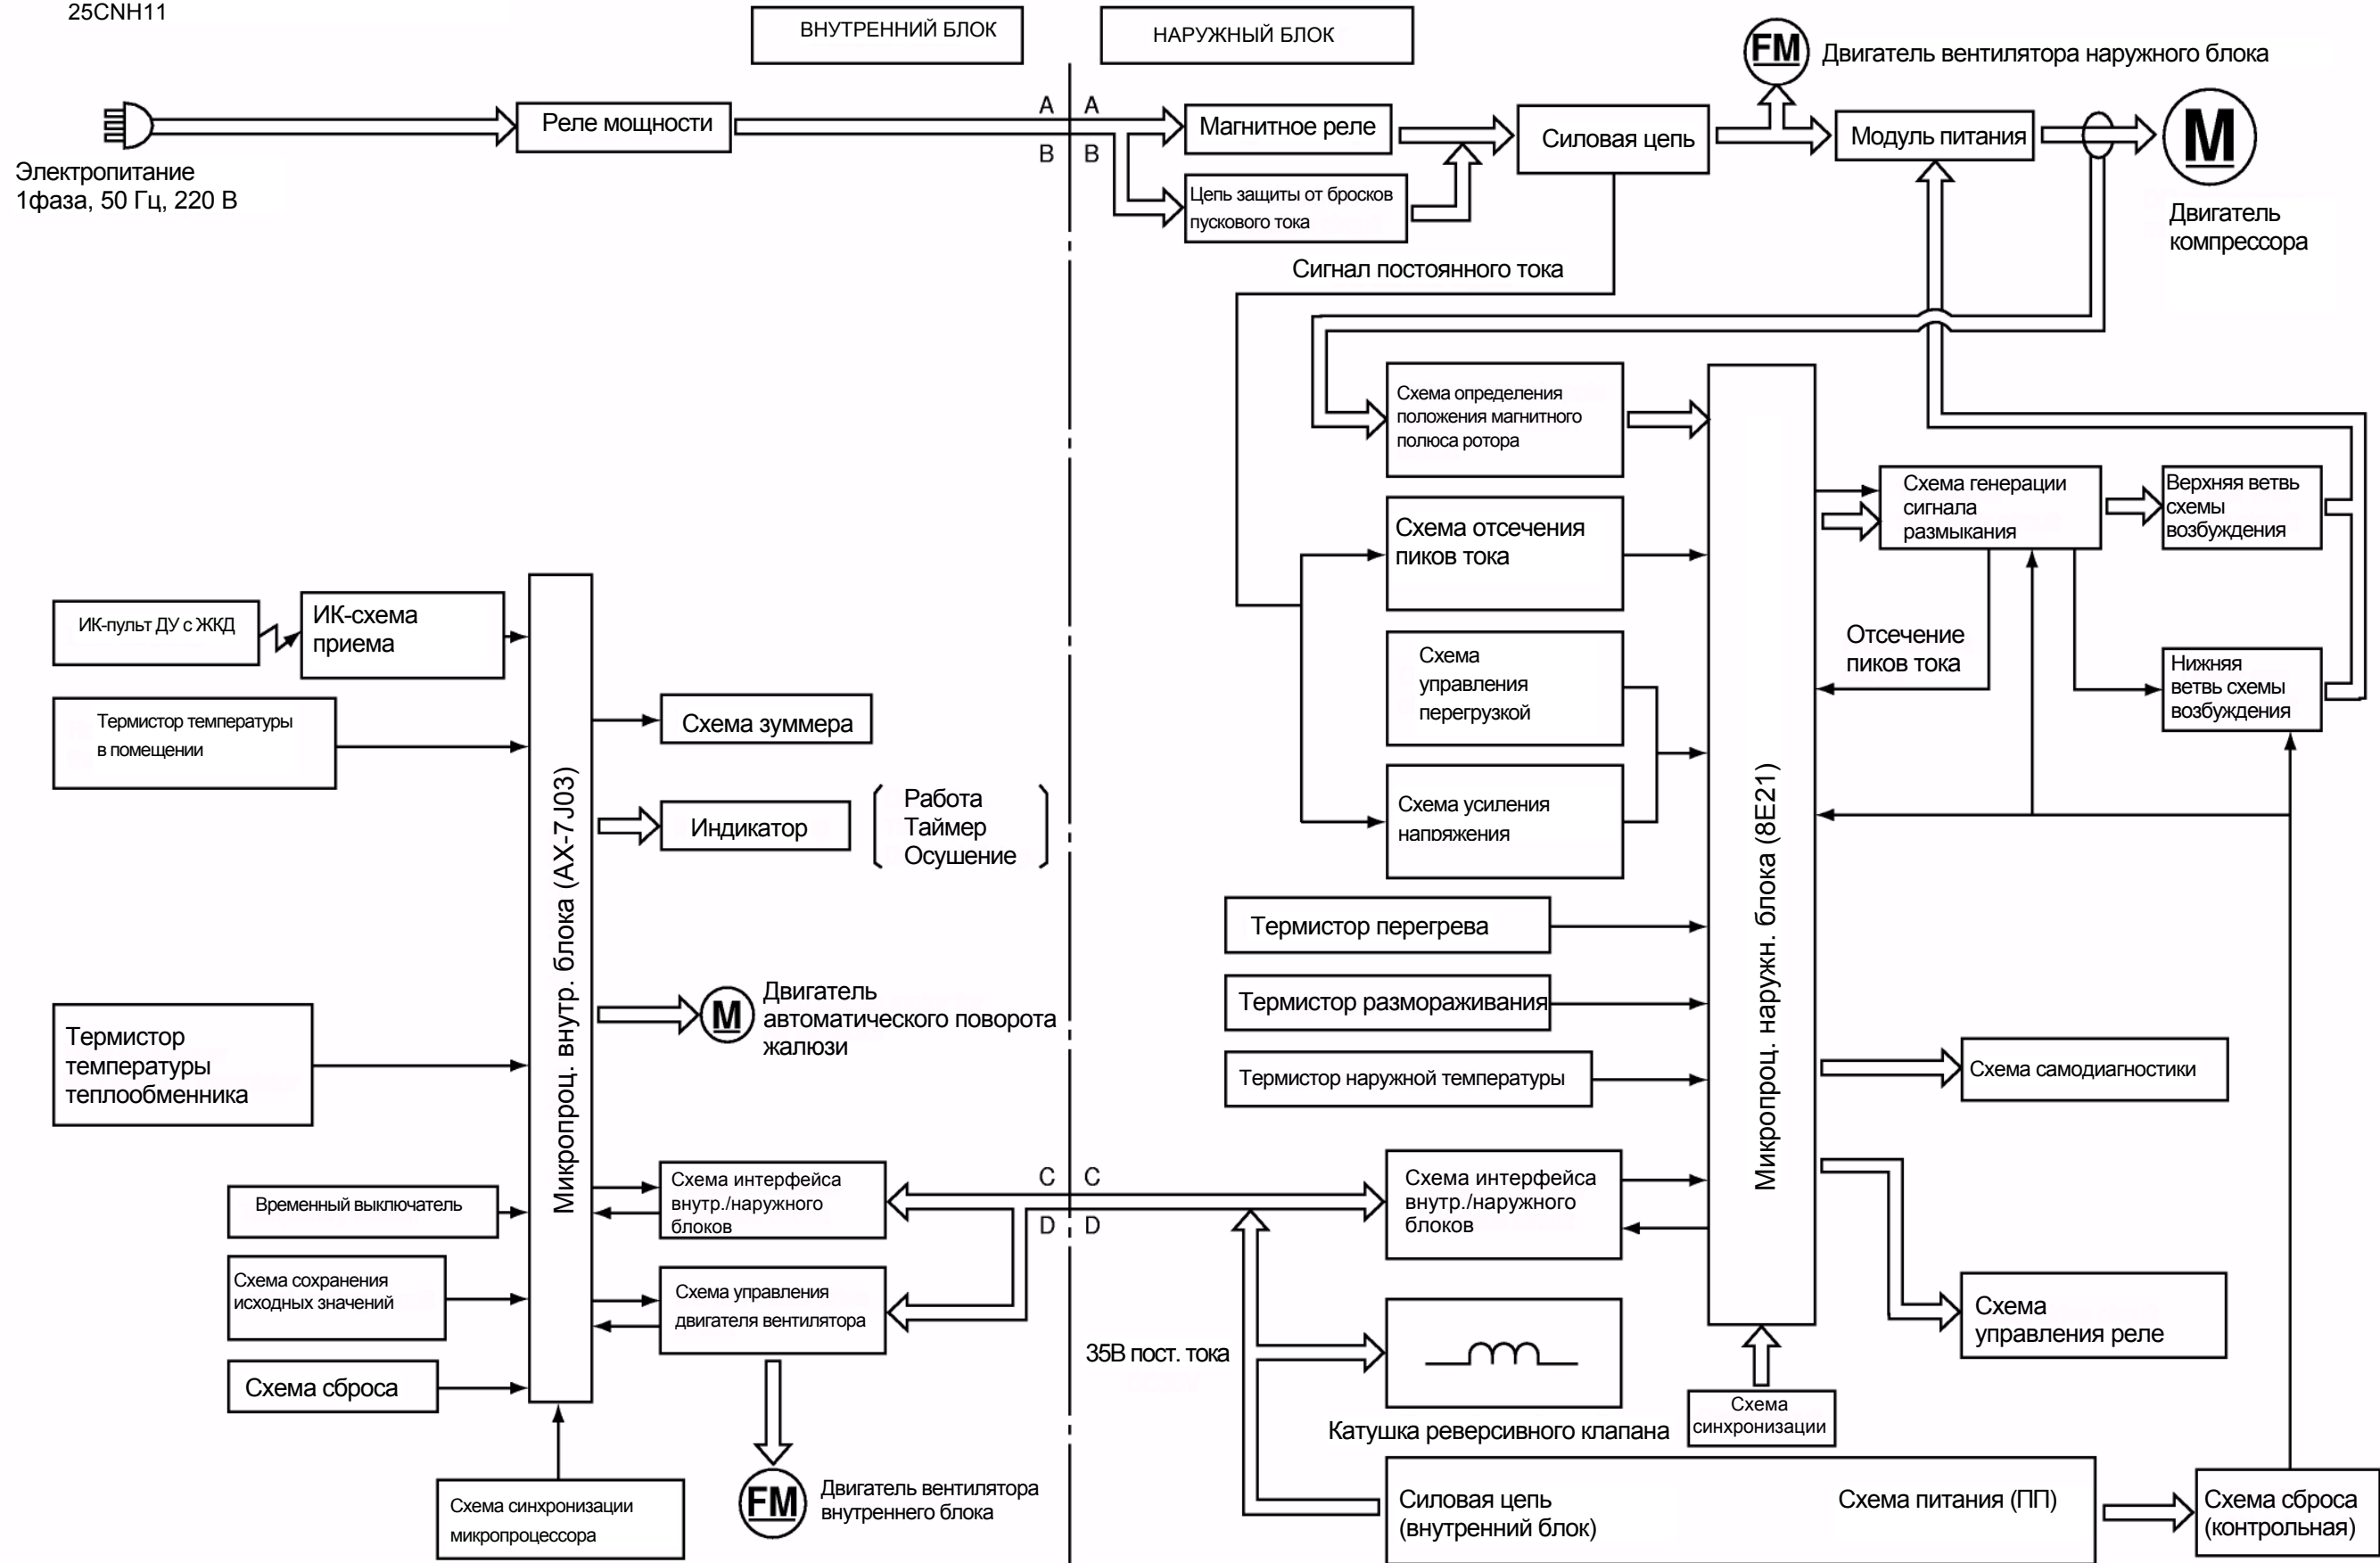 25CNH11
ВНУТРЕННИЙ БЛОК
НАРУЖНЫЙ БЛОК
FM
Двигатель вентилятора наружного блока
Электропитание
1фаза, 50 Гц, 220 В
Реле мощности
A
A
B
B
Магнитное реле
Цепь защиты от бросков
пускового тока
Силовая цепь
Модуль питания
M
Двигатель
компрессора
Сигнал постоянного тока
Схема определения
положения магнитного
полюса ротора
Схема отсечения
пиков тока
Схема
управления
перегрузкой
Схема усиления
напряжения
Микропроц. наружн. блока (8E21)
Схема генерации
сигнала
размыкания
Верхняя ветвь
схемы
возбуждения
Отсечение
пиков тока
Нижняя
ветвь схемы
возбуждения
ИК-пульт ДУ с ЖКД
ИК-схема
приема
Термистор температуры
в помещении
Микропроц. внутр. блока (AX-7J03)
Схема зуммера
Индикатор
Работа
Таймер
Осушение
M
Двигатель
автоматического поворота
жалюзи
Термистор
температуры
теплообменника
Термистор перегрева
Термистор размораживания
Термистор наружной температуры
Схема самодиагностики
Временный выключатель
Схема сохранения
исходных значений
Схема сброса
Схема интерфейса
внутр./наружного
блоков
Схема управления
двигателя вентилятора
C
C
D
D
Схема интерфейса
внутр./наружного
блоков
35В пост. тока
Катушка реверсивного клапана
Схема
синхронизации
Схема
управления реле
Схема синхронизации
микропроцессора
FM
Двигатель вентилятора
внутреннего блока
Силовая цепь
(внутренний блок)
Схема питания (ПП)
Схема сброса
(контрольная)